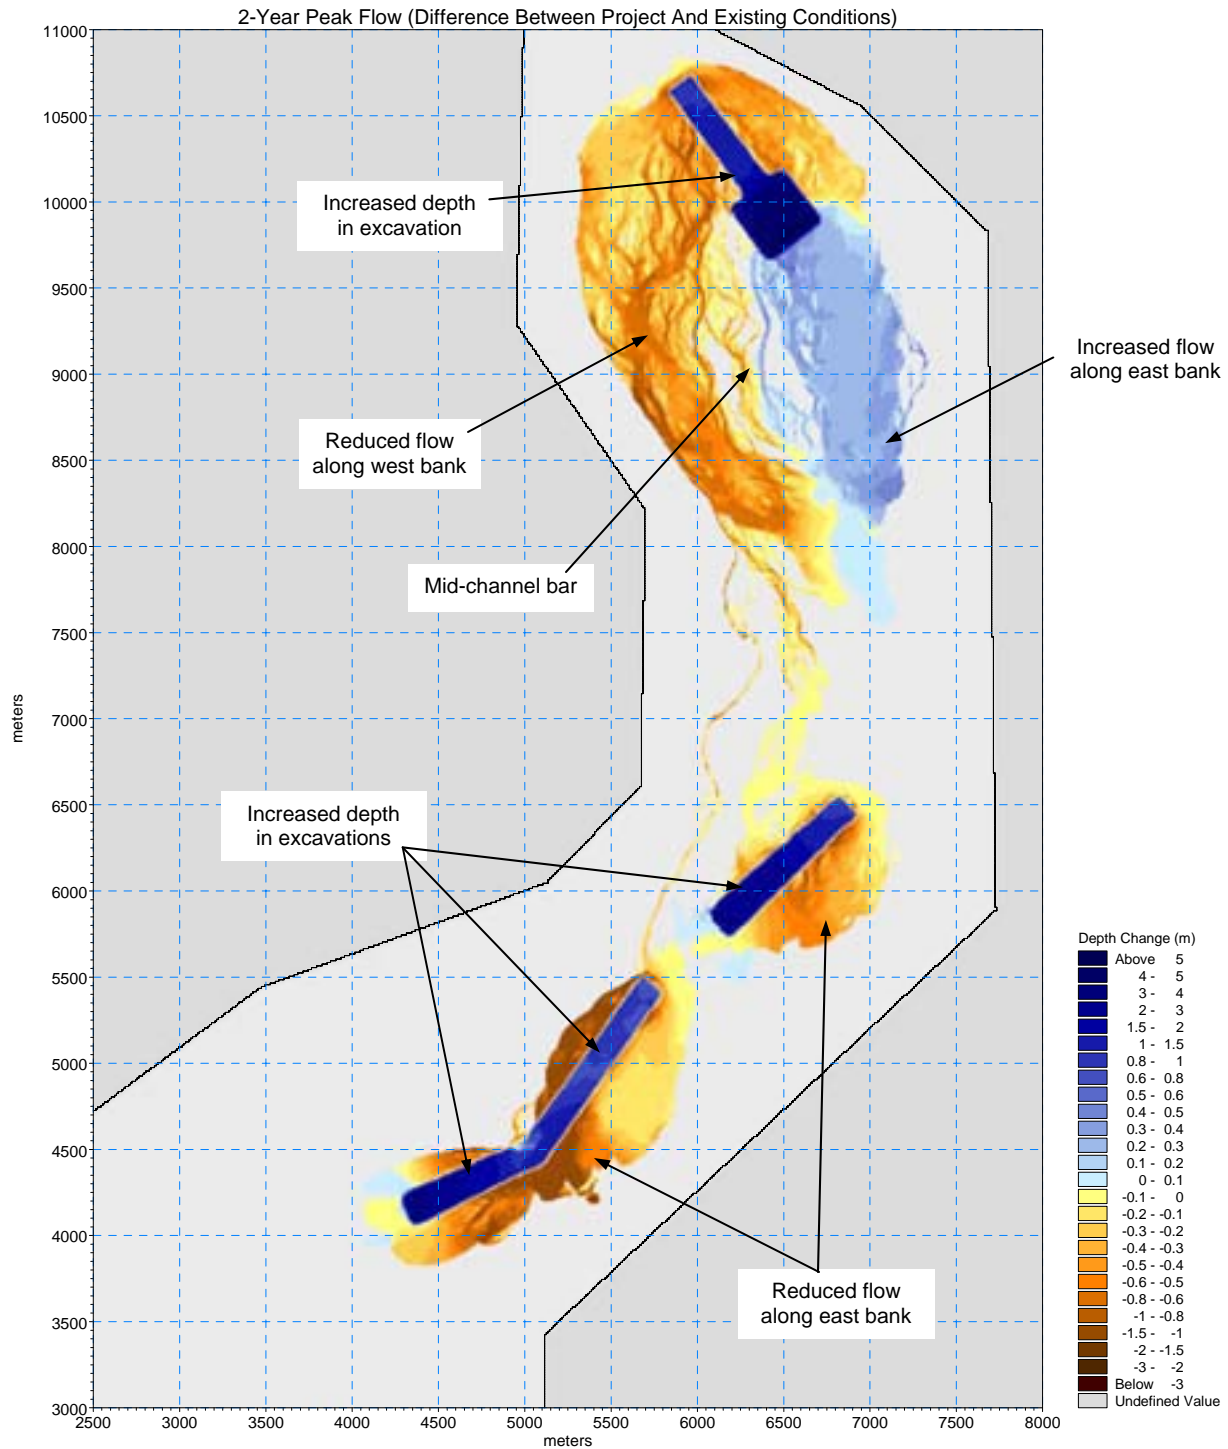 2-Year Peak Flow (Difference Between Project And Existing Conditions)
11000
10500
10000
9500
9000
8500
8000
7500
7000
6500
6000
5500
5000
4500
4000
3500
3000
meters
2500 3000 3500 4000 4500 5000 5500 6000 6500 7000 7500 8000
meters
Increased depth
in excavation
Increased flow
along east bank
Reduced flow
along west bank
Mid-channel bar
Increased depth
in excavations
Reduced flow
along east bank
Depth Change (m)
Above 5
4 - 5
3 - 4
2 - 3
1.5 - 2
1 - 1.5
0.8 - 1
0.6 - 0.8
0.5 - 0.6
0.4 - 0.5
0.3 - 0.4
0.2 - 0.3
0.1 - 0.2
0 - 0.1
-0.1 - 0
-0.2 - -0.1
-0.3 - -0.2
-0.4 - -0.3
-0.5 - -0.4
-0.6 - -0.5
-0.8 - -0.6
-1 - -0.8
-1.5 - -1
-2 - -1.5
-3 - -2
Below -3
Undefined Value